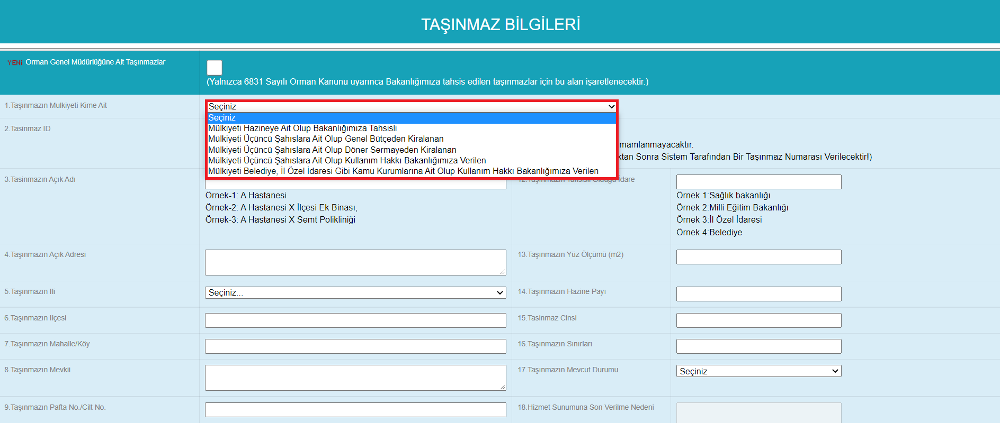 TAŞINMAZ BİLGİLERİ
YENİ Orman Genel Müdürlüğüne Ait Taşınmazlar
(Yalnızca 6831 Sayılı Orman Kanunu uyarınca Bakanlığımıza tahsis edilen taşınmazlar için bu alan işaretlenecektir.)
1.Taşınmazın Mulkiyeti Kime Ait
Seçiniz
Seçiniz
Mülkiyeti Hazineye Ait Olup Bakanlığımıza Tahsisli
Mülkiyeti Üçüncü Şahıslara Ait Olup Genel Bütçeden Kiralanan
Mülkiyeti Üçüncü Şahıslara Ait Olup Döner Sermayeden Kiralanan
Mülkiyeti Üçüncü Şahıslara Ait Olup Kullanım Hakkı Bakanlığımıza Verilen
Mülkiyeti Belediye, İl Özel İdaresi Gibi Kamu Kurumlarına Ait Olup Kullanım Hakkı Bakanlığımıza Verilen
2.Tasinmaz ID
mamlanmayacaktır.
ktan Sonra Sistem Tarafından Bir Taşınmaz Numarası Verilecektir!)
3.Tasinmazın Açık Adı
Örnek-1: A Hastanesi
Örnek-2: A Hastanesi X İlçesi Ek Binası,
Örnek-3: A Hastanesi X Semt Polikliniği
12.Taşınmazın Tahsisli Olduğu İdare
Örnek 1:Sağlık bakanlığı
Örnek 2:Milli Eğitim Bakanlığı
Örnek 3:İl Özel İdaresi
Örnek 4:Belediye
4.Taşınmazın Açık Adresi
13.Taşınmazın Yüz Ölçümü (m2)
5.Taşınmazın Ili
Seçiniz...
14.Taşınmazın Hazine Payı
6.Taşınmazın Ilçesi
15.Tasinmaz Cinsi
7.Taşınmazın Mahalle/Köy
16.Taşınmazın Sınırları
8.Taşınmazın Mevkii
17.Taşınmazın Mevcut Durumu
Seçiniz
9.Taşınmazın Pafta No./Cilt No.
18.Hizmet Sunumuna Son Verilme Nedeni